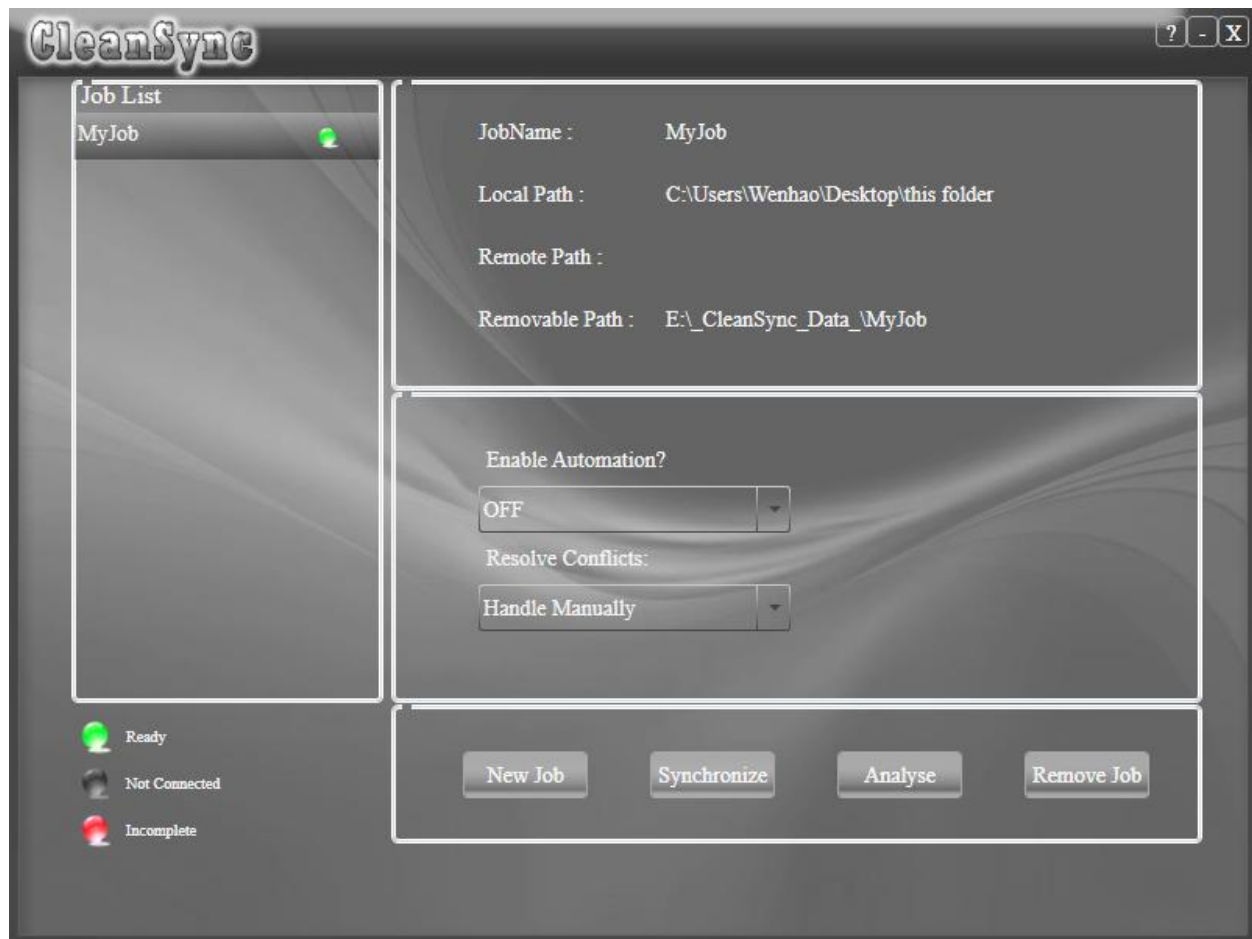 CleanSync
? - X
Job List
MyJob
JobName : MyJob
Local Path : C:\Users\Wenhao\Desktop\this folder
Remote Path :
Removable Path : E:\_CleanSync_Data_\MyJob
Enable Automation?
OFF
Resolve Conflicts:
Handle Manually
Ready
Not Connected
Incomplete
New Job Synchronize Analyse Remove Job